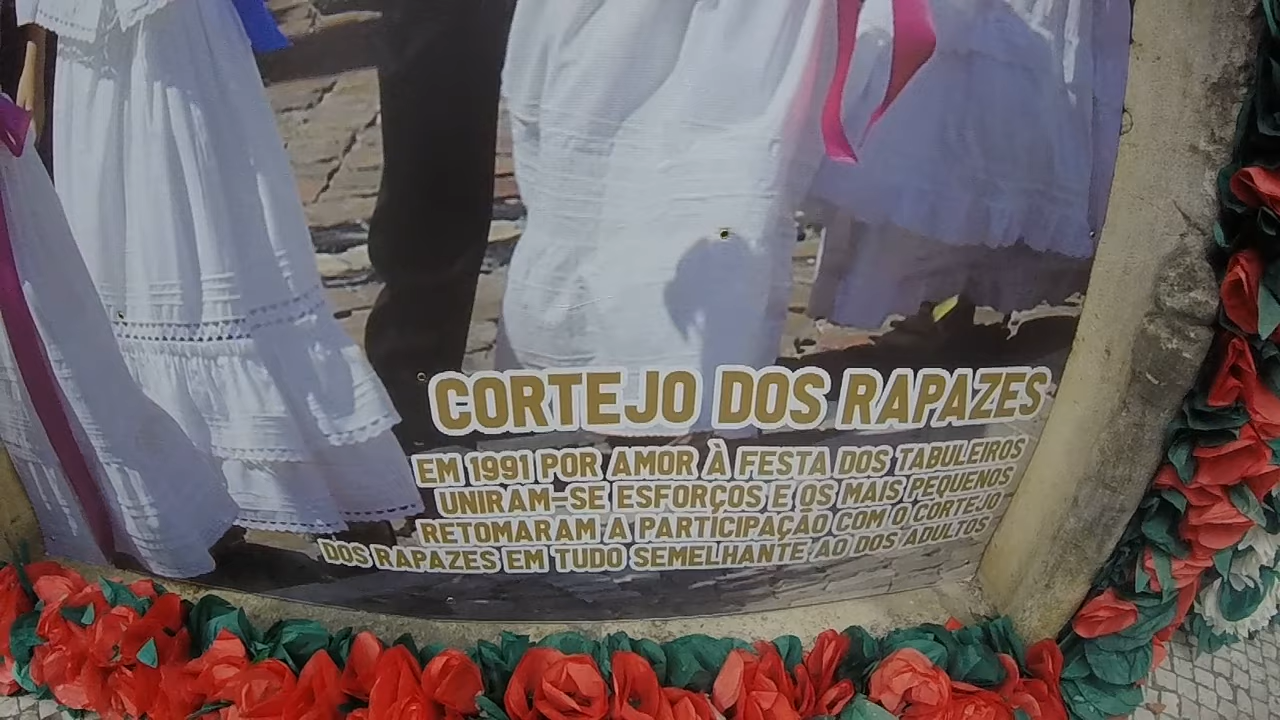 CORTEJO DOS RAPAZES
EM 1991 POR AMOR À FESTA DOS TABULEIROS
UNIRAM-SE ESFORÇOS E OS MAIS PEQUENOS
RETOMARAM A PARTICIPAÇÃO COM O CORTEJO
DOS RAPAZES EM TUDO SEMELHANTE AO DOS ADULTOS